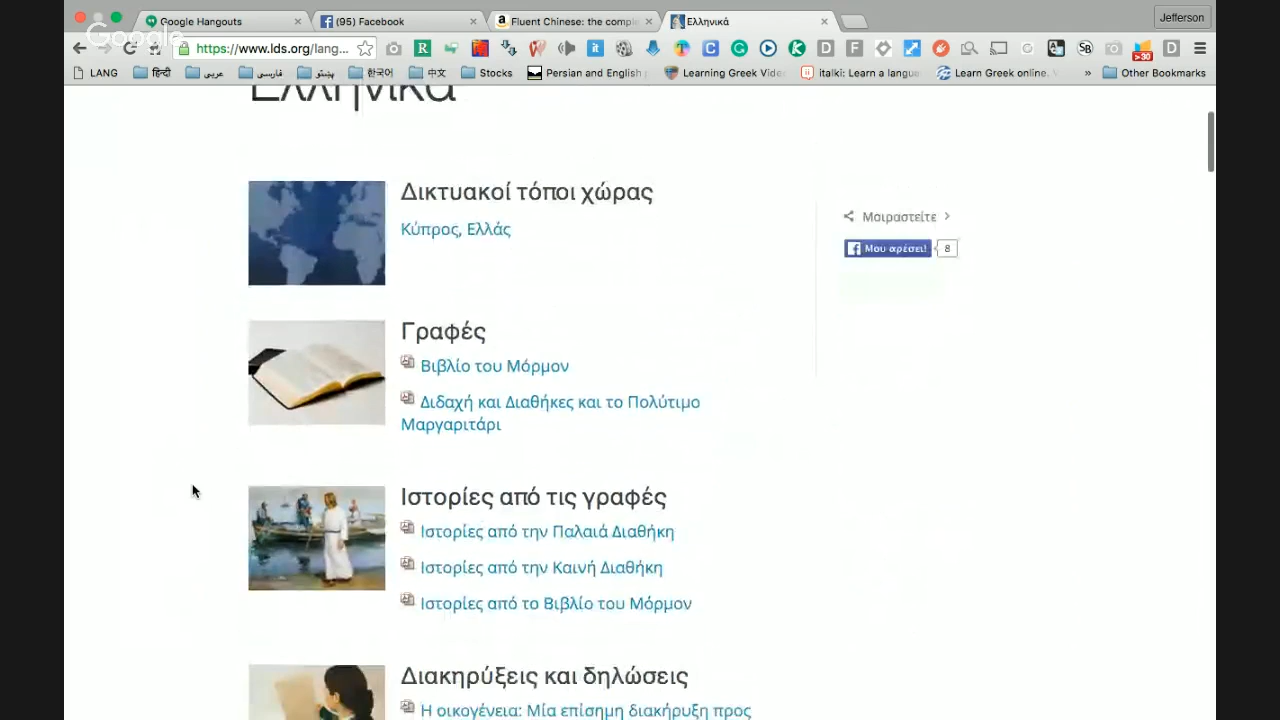 Google Hangouts
(95) Facebook
Fluent Chinese: the comple
Ελληνικά
Jefferson
Google
https://www.lds.org/lang...
>30
LANG
हिन्दी
عربى
فارسی
پښتو
한국어
中文
Stocks
Persian and English
Learning Greek Vide
italki: Learn a langu
Learn Greek online.
»
Other Bookmarks
Ελληνικά
Δικτυακοί τόποι χώρας
Κύπρος, Ελλάς
Μοιραστείτε
Μου αρέσει!
8
Γραφές
Βιβλίο του Μόρμον
Διδαχή και Διαθήκες και το Πολύτιμο
Μαργαριτάρι
Ιστορίες από τις γραφές
Ιστορίες από την Παλαιά Διαθήκη
Ιστορίες από την Καινή Διαθήκη
Ιστορίες από το Βιβλίο του Μόρμον
Διακηρύξεις και δηλώσεις
Η οικογένεια: Μία επίσημη διακήρυξη προς